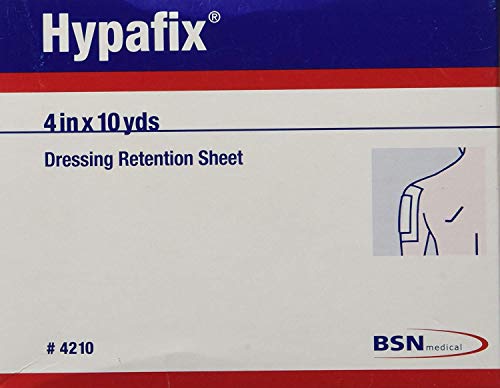 Hypafix®
4 in x 10 yds
Dressing Retention Sheet
# 4210
BSN medical